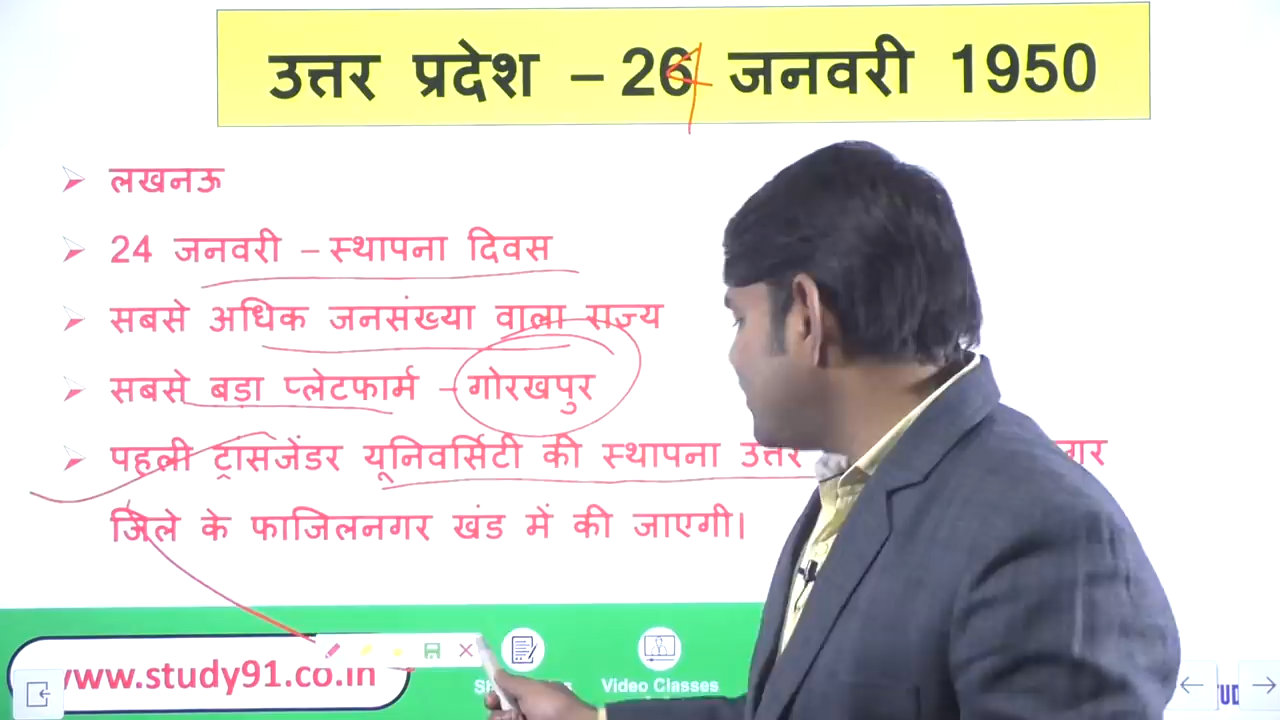 उत्तर प्रदेश – 26 जनवरी 1950
लखनऊ
24 जनवरी – स्थापना दिवस
सबसे अधिक जनसंख्या वाला राज्य
सबसे बड़ा प्लेटफार्म – गोरखपुर
पहली ट्रांसजेंडर यूनिवर्सिटी की स्थापना उत्तर
जिले के फाजिलनगर खंड में की जाएगी।
www.study91.co.in
Video Classes